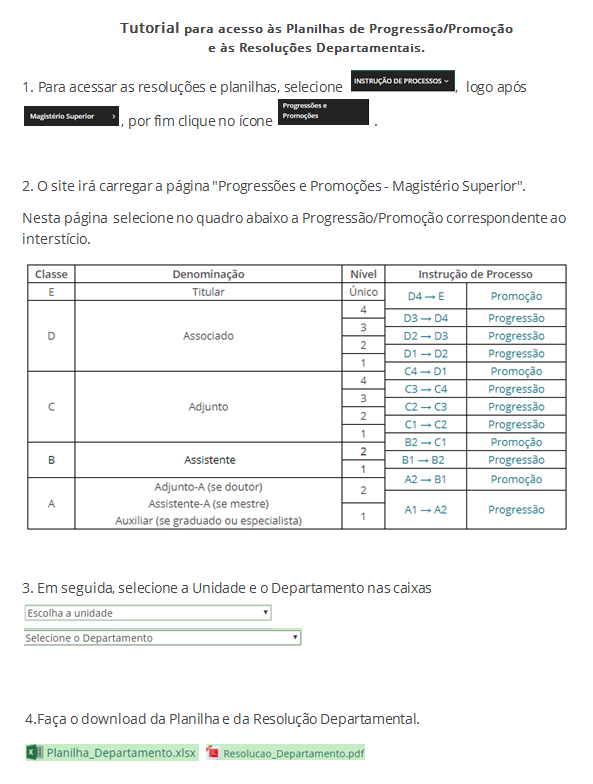 Tutorial para acesso às Planilhas de Progressão/Promoção
e às Resoluções Departamentais.
1. Para acessar as resoluções e planilhas, selecione INSTRUÇÃO DE PROCESSOS , logo após
Magistério Superior > , por fim clique no ícone Progressões e Promoções .
2. O site irá carregar a página "Progressões e Promoções - Magistério Superior".
Nesta página selecione no quadro abaixo a Progressão/Promoção correspondente ao
interstício.
Classe Denominação Nível Instrução de Processo
E Titular Único D4 → E Promoção
4 D3 → D4 Progressão
3 D2 → D3 Progressão
D Associado 2 D1 → D2 Progressão
1 C4 → D1 Promoção
4 C3 → C4 Progressão
3 C2 → C3 Progressão
C Adjunto 2 C1 → C2 Progressão
1 B2 → C1 Promoção
B Assistente 2 B1 → B2 Progressão
1 A2 → B1 Promoção
Adjunto-A (se doutor) 2
A Assistente-A (se mestre) A1 → A2 Progressão
Auxiliar (se graduado ou especialista) 1
3. Em seguida, selecione a Unidade e o Departamento nas caixas
Escolha a unidade
Selecione o Departamento
4.Faça o download da Planilha e da Resolução Departamental.
Planilha_Departamento.xlsx Resolucao_Departamento.pdf